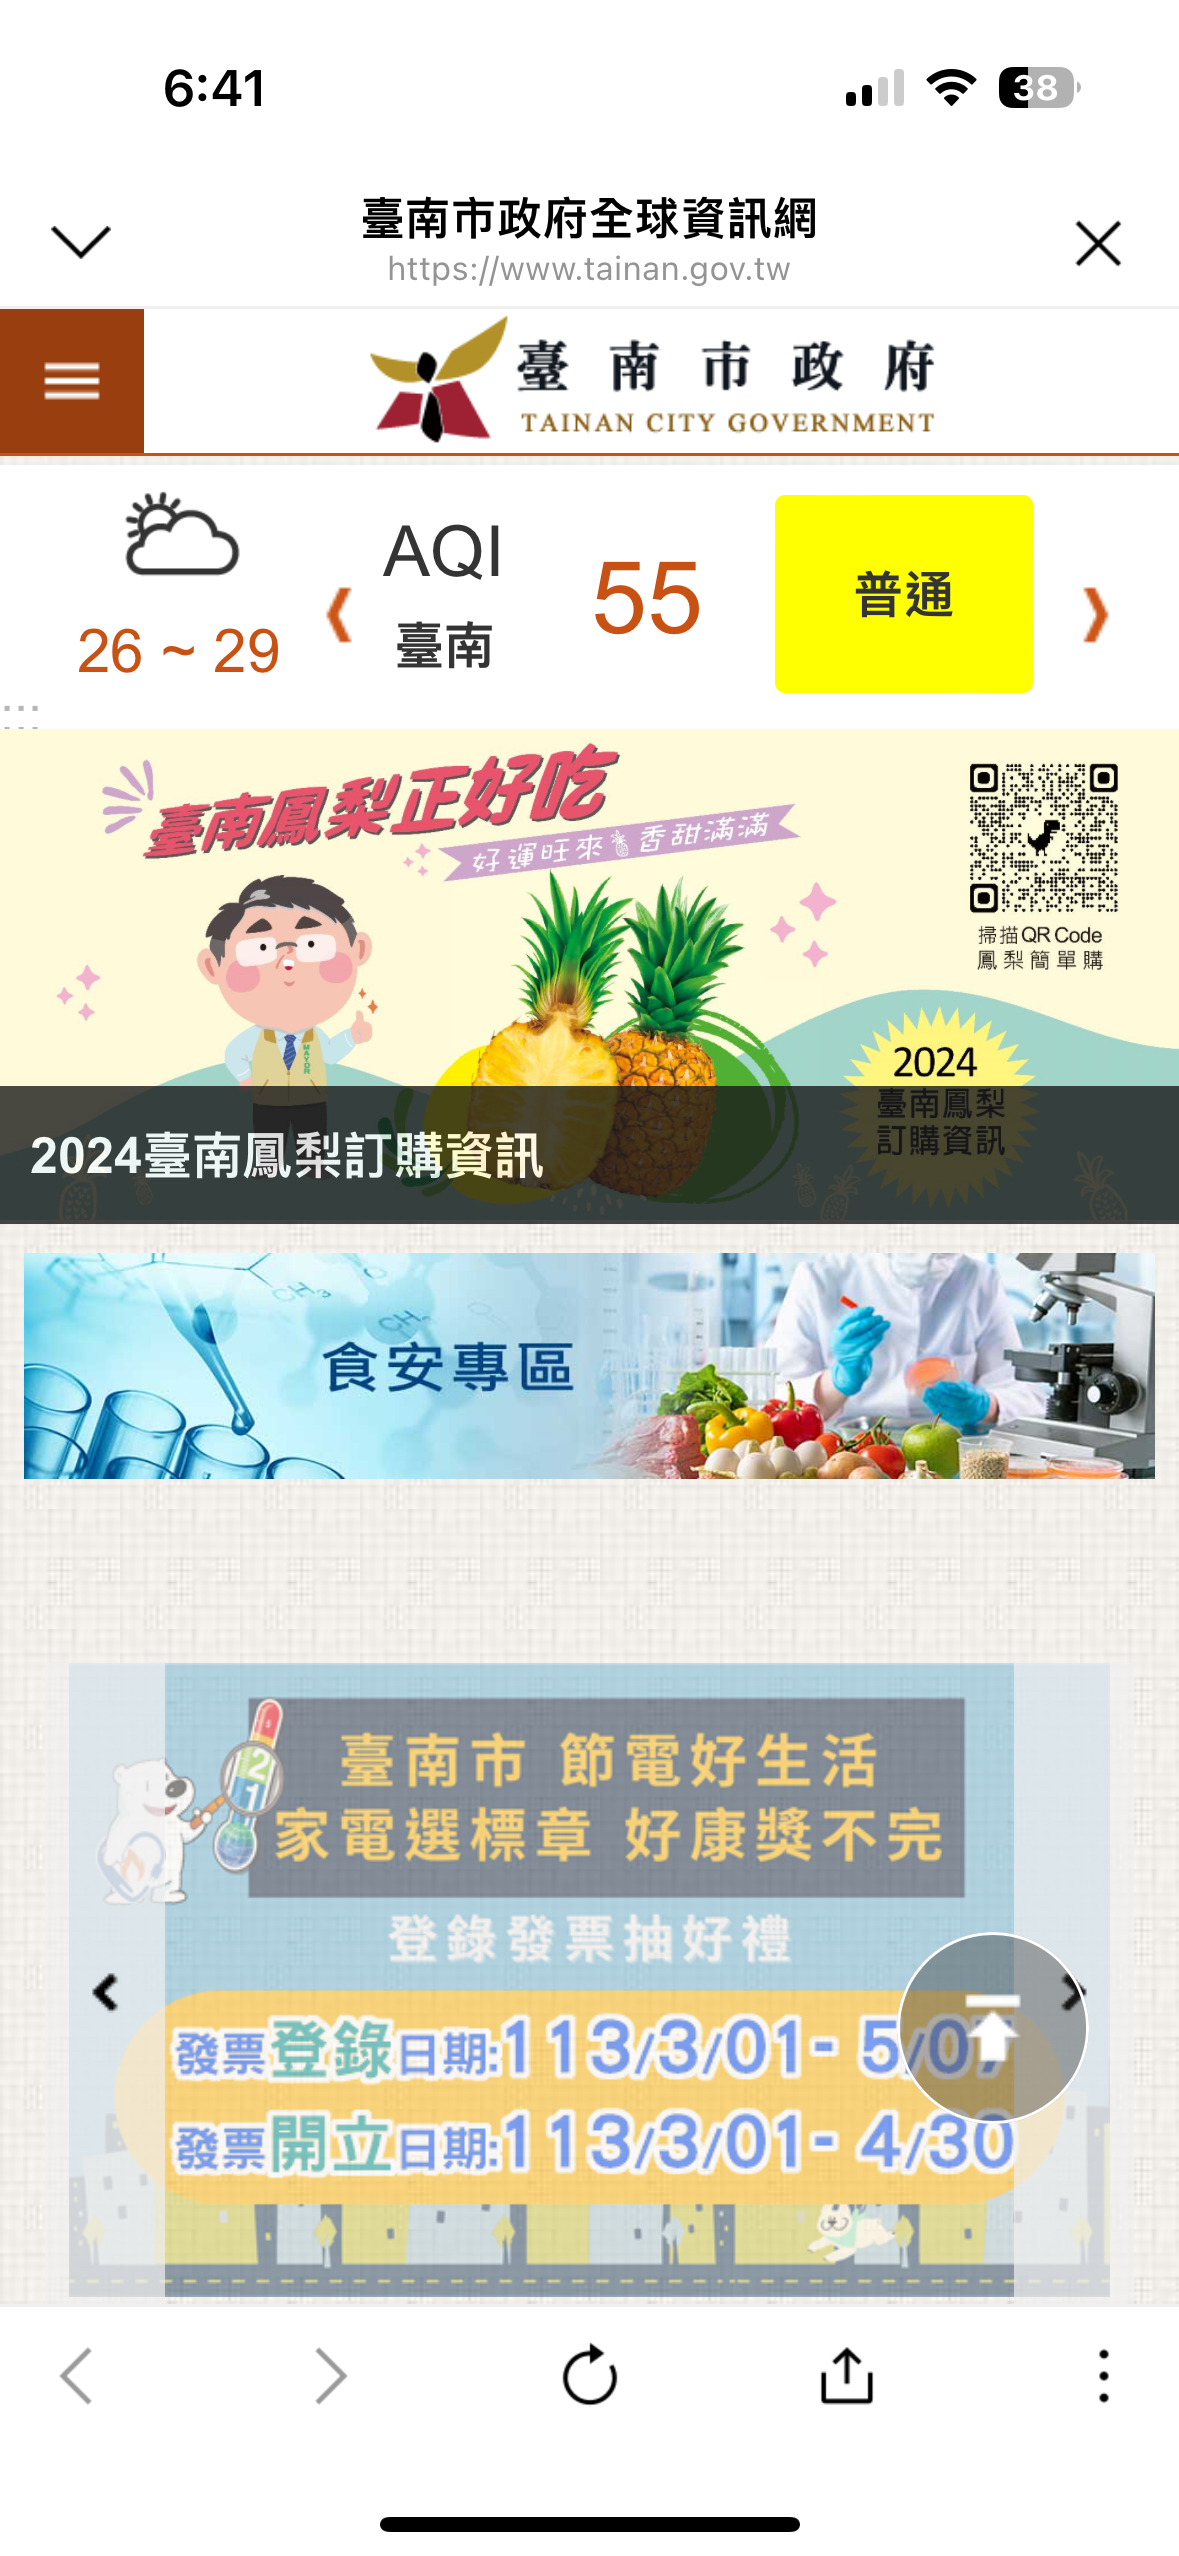 6:41
38
臺南市政府全球資訊網
https://www.tainan.gov.tw
臺南市政府
TAINAN CITY GOVERNMENT
AQI
55
普通
26 ~ 29
臺南
臺南鳳梨正好吃
好運旺來 香甜滿滿
掃描QR Code
鳳梨簡單購
MAYOR
2024
臺南鳳梨
訂購資訊
2024臺南鳳梨訂購資訊
CH₃
CH₃
食安專區
臺南市 節電好生活
家電選標章 好康獎不完
21
登錄發票抽好禮
發票登錄日期:113/3/01- 5/07
發票開立日期:113/3/01- 4/30